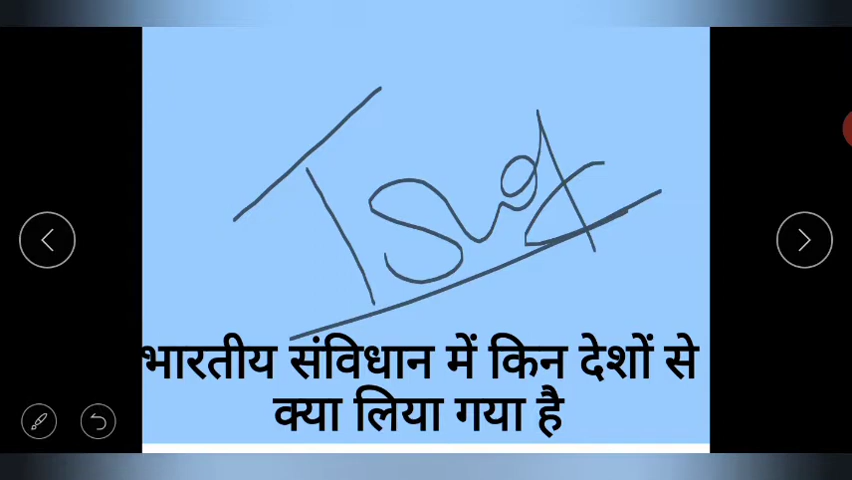 भारतीय संविधान में किन देशों से
क्या लिया गया है